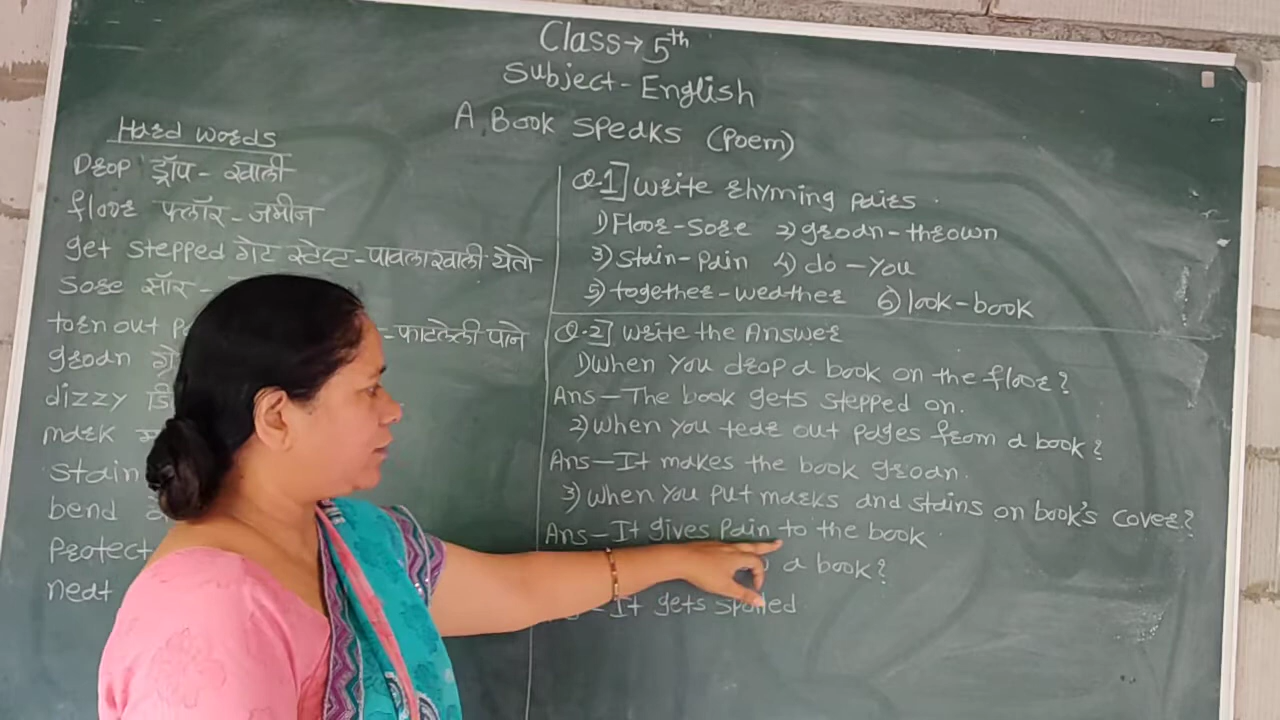 Class→5th
Subject-English
A Book Speaks (Poem)
Hard words
Drop ड्रॉप-खाली
floor फ्लॉर-जमीन
get stepped गेट स्टेप्ट-पावलाखाली येतो
Sore सॉर-
torn out -फाटलेली पाने
groan
dizzy
mark
stain
bend
Protect
neat
Q.1] Write rhyming pairs.
1) Floor-Sore 2) groan-thrown
3) Stain-Pain 4) do-You
5) together-weather 6) look-book
Q.2] Write the Answer
1) When You drop a book on the floor?
Ans-The book gets stepped on.
2) When You tear out pages from a book?
Ans-It makes the book groan.
3) When You put marks and stains on book's cover?
Ans-It gives Pain to the book.
a book?
It gets spoiled